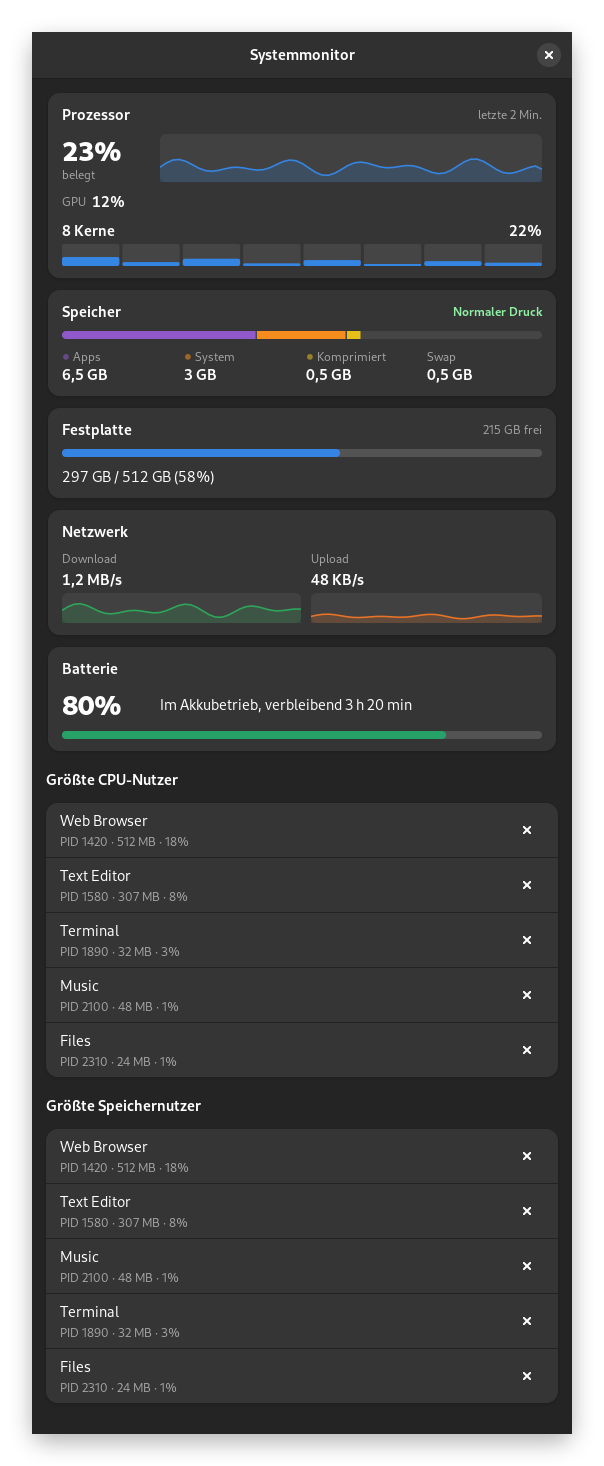 Systemmonitor
Prozessor
letzte 2 Min.
23%
belegt
GPU 12%
8 Kerne
22%
Speicher
Normaler Druck
Apps
System
Komprimiert
Swap
6,5 GB
3 GB
0,5 GB
0,5 GB
Festplatte
215 GB frei
297 GB / 512 GB (58%)
Netzwerk
Download
Upload
1,2 MB/s
48 KB/s
Batterie
80%
Im Akkubetrieb, verbleibend 3 h 20 min
Größte CPU-Nutzer
Web Browser
PID 1420 · 512 MB · 18%
Text Editor
PID 1580 · 307 MB · 8%
Terminal
PID 1890 · 32 MB · 3%
Music
PID 2100 · 48 MB · 1%
Files
PID 2310 · 24 MB · 1%
Größte Speichernutzer
Web Browser
PID 1420 · 512 MB · 18%
Text Editor
PID 1580 · 307 MB · 8%
Music
PID 2100 · 48 MB · 1%
Terminal
PID 1890 · 32 MB · 3%
Files
PID 2310 · 24 MB · 1%